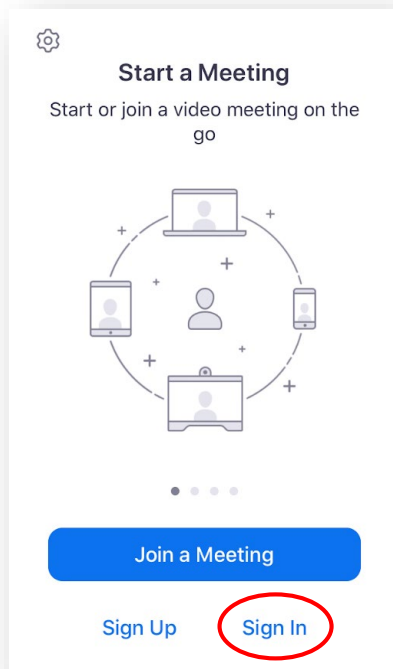 Start a Meeting
Start or join a video meeting on the
go
Join a Meeting
Sign Up Sign In